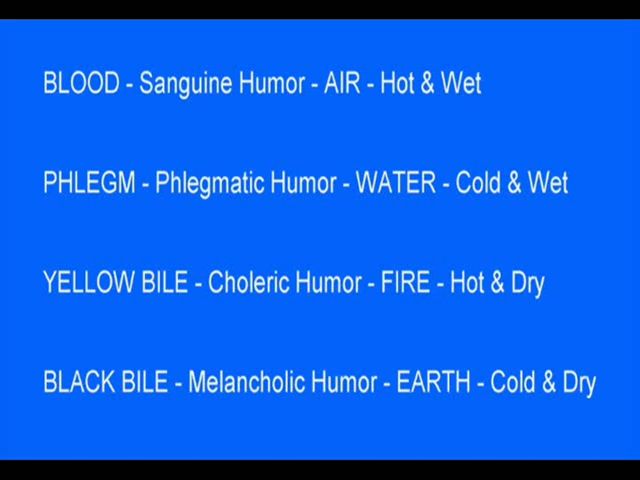 BLOOD - Sanguine Humor - AIR - Hot & Wet
PHLEGM - Phlegmatic Humor - WATER - Cold & Wet
YELLOW BILE - Choleric Humor - FIRE - Hot & Dry
BLACK BILE - Melancholic Humor - EARTH - Cold & Dry